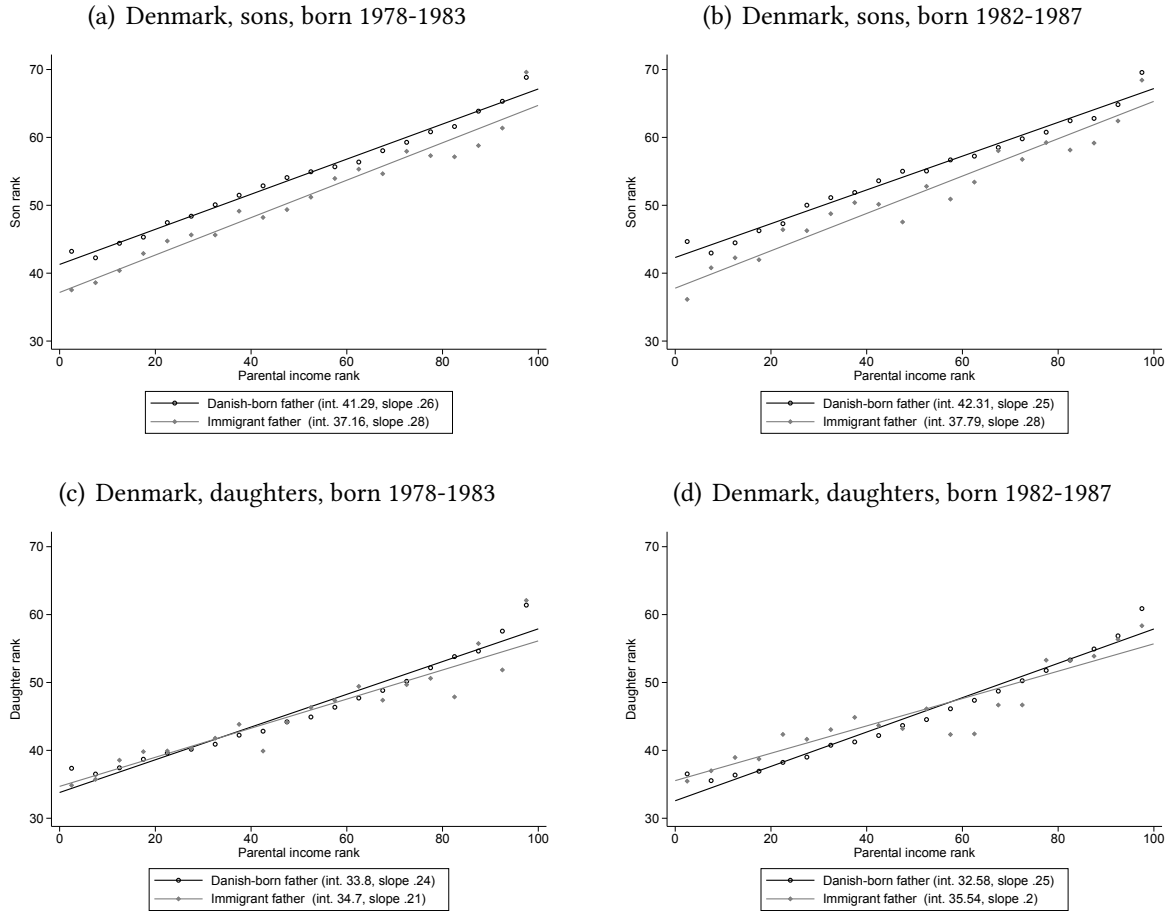 (a) Denmark, sons, born 1978-1983
70
60
50
40
30
Son rank
0 20 40 60 80 100
Parental income rank
Danish-born father (int. 41.29, slope .26)
Immigrant father (int. 37.16, slope .28)
(b) Denmark, sons, born 1982-1987
70
60
50
40
30
Son rank
0 20 40 60 80 100
Parental income rank
Danish-born father (int. 42.31, slope .25)
Immigrant father (int. 37.79, slope .28)
(c) Denmark, daughters, born 1978-1983
70
60
50
40
30
Daughter rank
0 20 40 60 80 100
Parental income rank
Danish-born father (int. 33.8, slope .24)
Immigrant father (int. 34.7, slope .21)
(d) Denmark, daughters, born 1982-1987
70
60
50
40
30
Daughter rank
0 20 40 60 80 100
Parental income rank
Danish-born father (int. 32.58, slope .25)
Immigrant father (int. 35.54, slope .2)